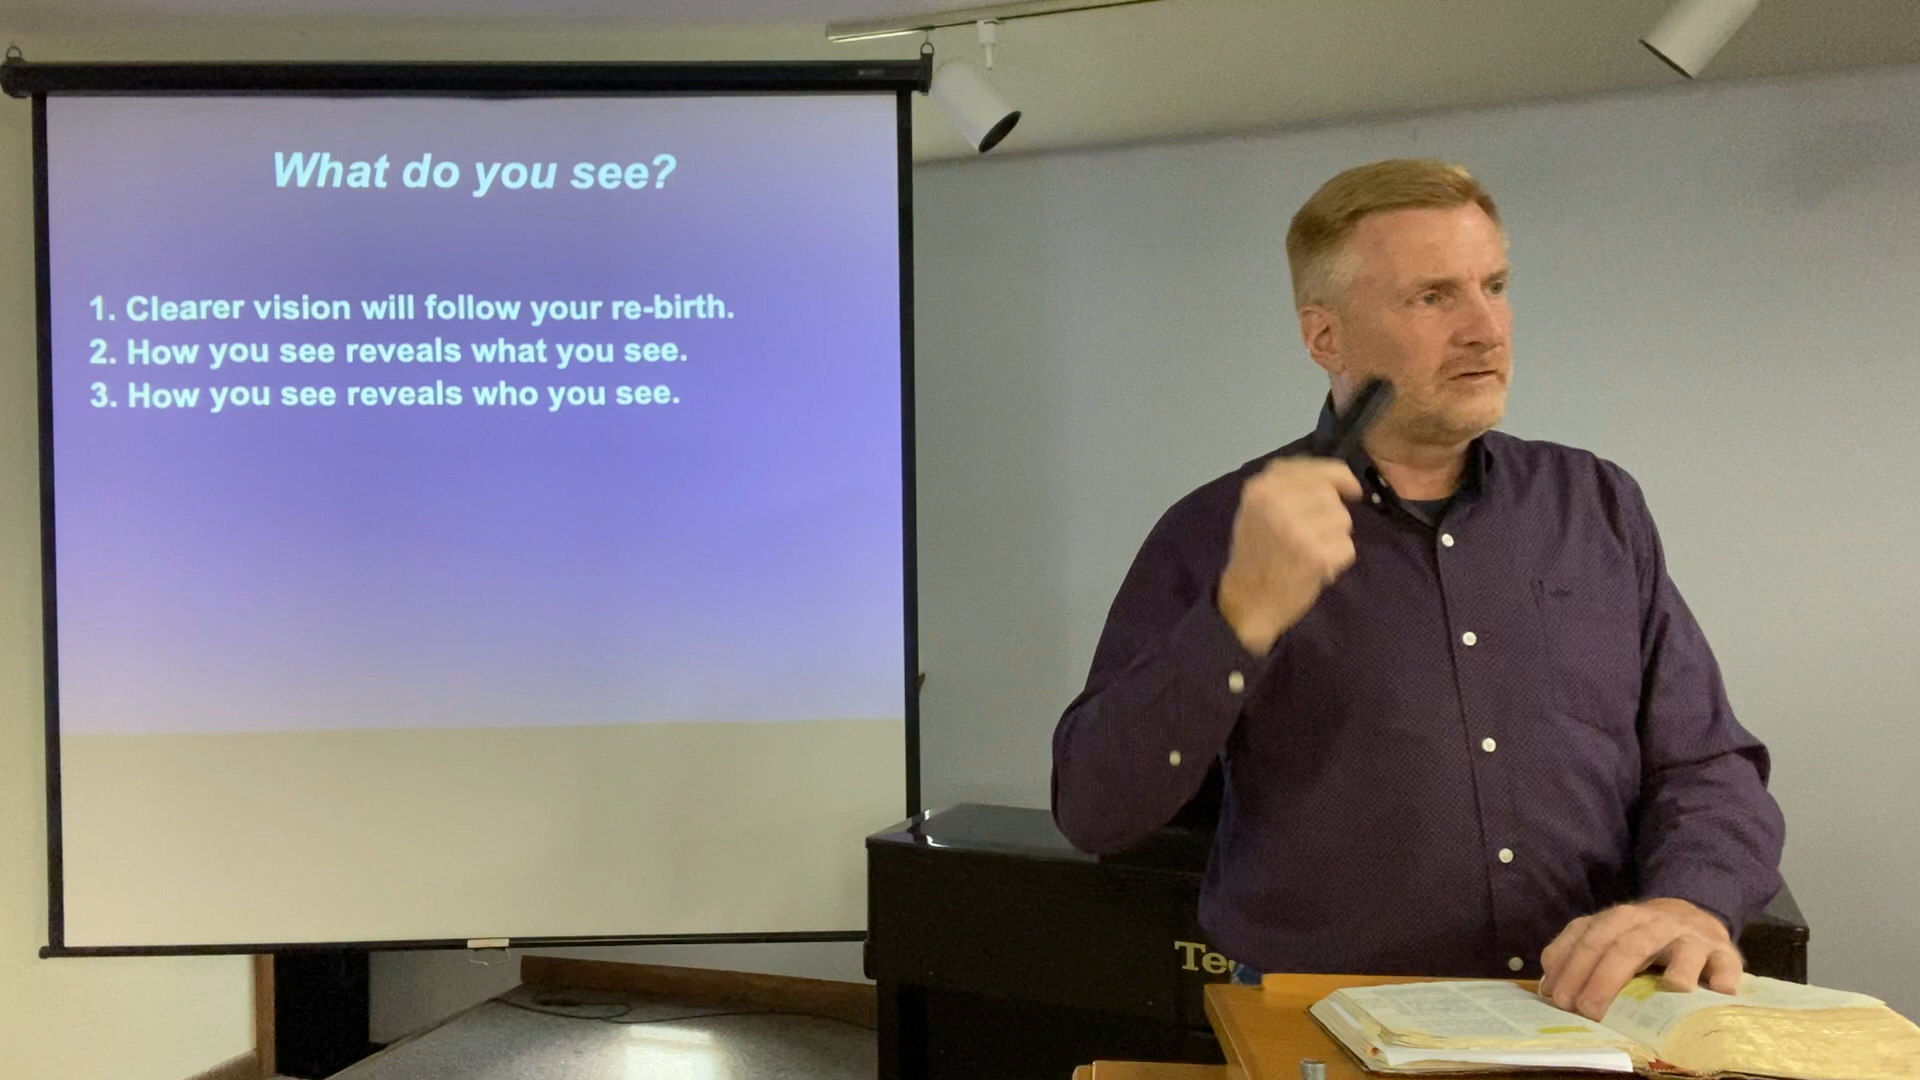 What do you see?
1. Clearer vision will follow your re-birth.
2. How you see reveals what you see.
3. How you see reveals who you see.